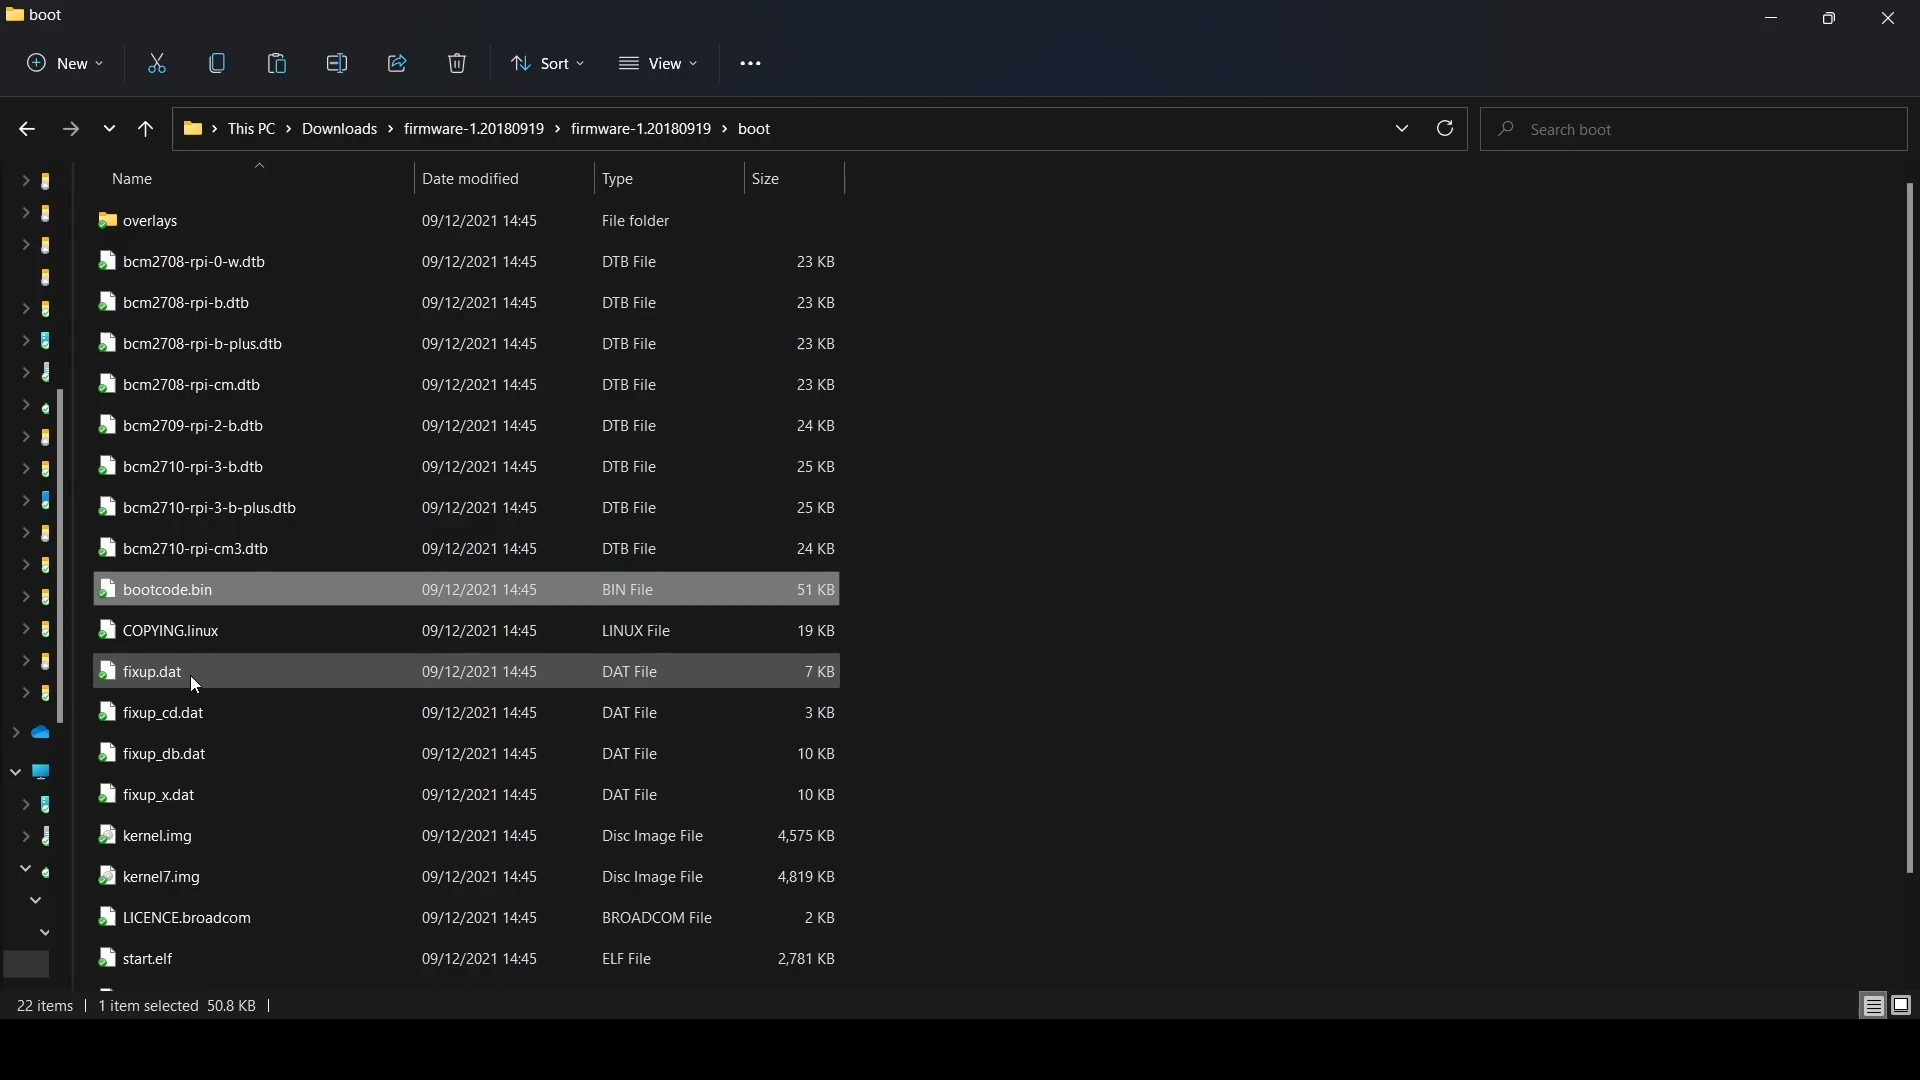 boot
New Sort View
This PC > Downloads > firmware-1.20180919 > firmware-1.20180919 > boot
Search boot
Name Date modified Type Size
overlays 09/12/2021 14:45 File folder
bcm2708-rpi-0-w.dtb 09/12/2021 14:45 DTB File 23 KB
bcm2708-rpi-b.dtb 09/12/2021 14:45 DTB File 23 KB
bcm2708-rpi-b-plus.dtb 09/12/2021 14:45 DTB File 23 KB
bcm2708-rpi-cm.dtb 09/12/2021 14:45 DTB File 23 KB
bcm2709-rpi-2-b.dtb 09/12/2021 14:45 DTB File 24 KB
bcm2710-rpi-3-b.dtb 09/12/2021 14:45 DTB File 25 KB
bcm2710-rpi-3-b-plus.dtb 09/12/2021 14:45 DTB File 25 KB
bcm2710-rpi-cm3.dtb 09/12/2021 14:45 DTB File 24 KB
bootcode.bin 09/12/2021 14:45 BIN File 51 KB
COPYING.linux 09/12/2021 14:45 LINUX File 19 KB
fixup.dat 09/12/2021 14:45 DAT File 7 KB
fixup_cd.dat 09/12/2021 14:45 DAT File 3 KB
fixup_db.dat 09/12/2021 14:45 DAT File 10 KB
fixup_x.dat 09/12/2021 14:45 DAT File 10 KB
kernel.img 09/12/2021 14:45 Disc Image File 4,575 KB
kernel7.img 09/12/2021 14:45 Disc Image File 4,819 KB
LICENCE.broadcom 09/12/2021 14:45 BROADCOM File 2 KB
start.elf 09/12/2021 14:45 ELF File 2,781 KB
22 items | 1 item selected 50.8 KB |